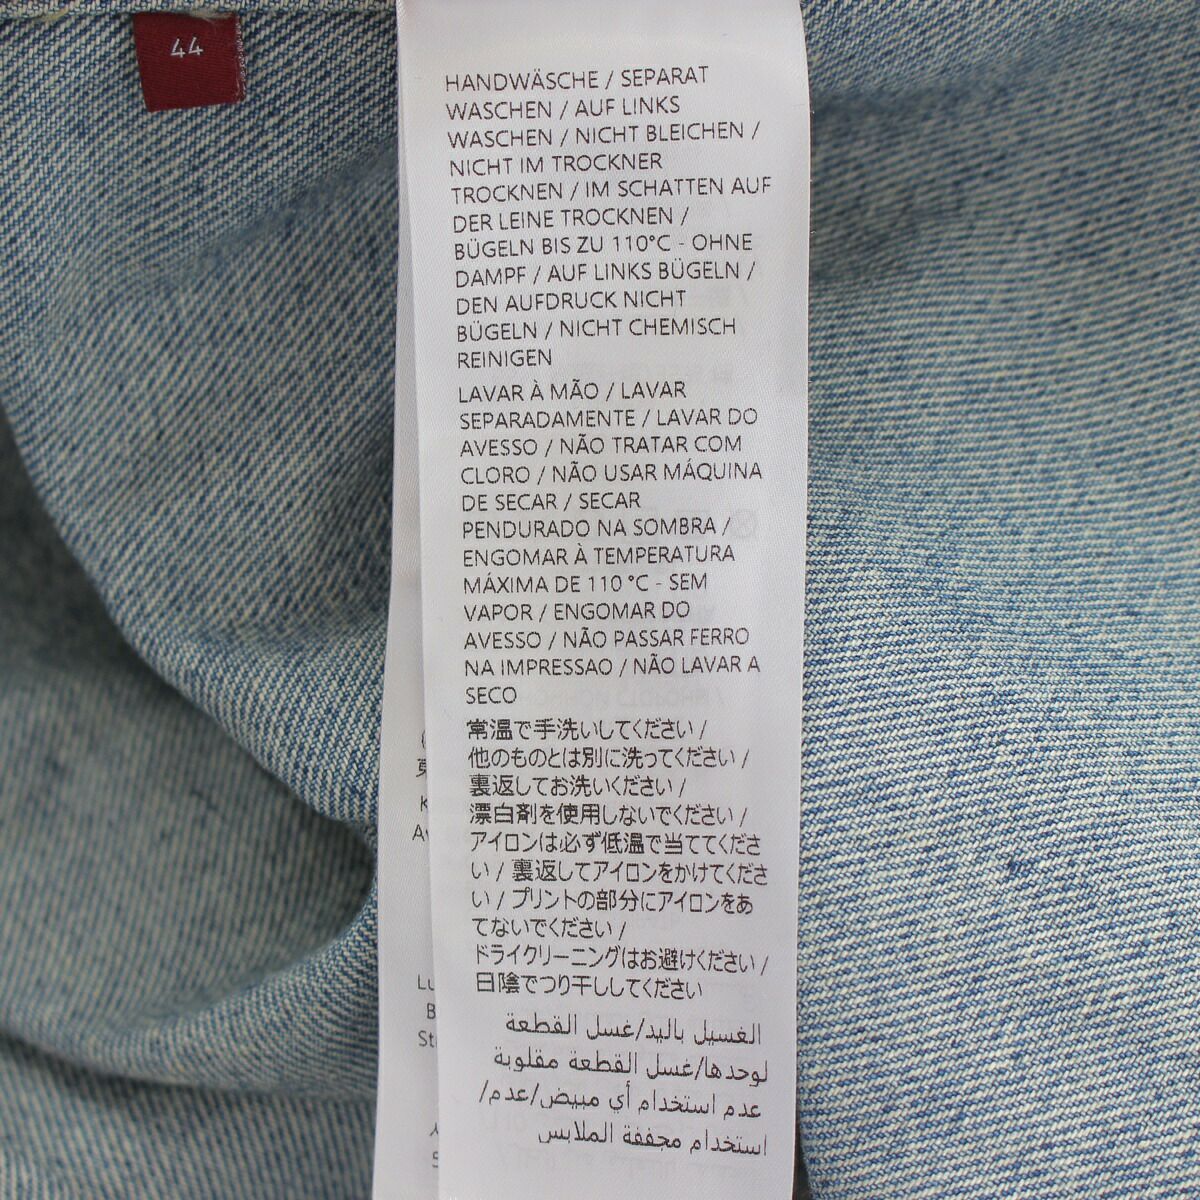 44
HANDWÄSCHE / SEPARAT
WASCHEN / AUF LINKS
WASCHEN / NICHT BLEICHEN /
NICHT IM TROCKNER
TROCKNEN / IM SCHATTEN AUF
DER LEINE TROCKNEN /
BÜGELN BIS ZU 110°C - OHNE
DAMPF / AUF LINKS BÜGELN /
DEN AUFDRUCK NICHT
BÜGELN / NICHT CHEMISCH
REINIGEN
LAVAR À MÃO / LAVAR
SEPARADAMENTE / LAVAR DO
AVESSO / NÃO TRATAR COM
CLORO / NÃO USAR MÁQUINA
DE SECAR / SECAR
PENDURADO NA SOMBRA /
ENGOMAR À TEMPERATURA
MÁXIMA DE 110 °C - SEM
VAPOR / ENGOMAR DO
AVESSO / NÃO PASSAR FERRO
NA IMPRESSAO / NÃO LAVAR A
SECO
常温で手洗いしてください /
他のものとは別に洗ってください /
裏返してお洗いください /
漂白剤を使用しないでください /
アイロンは必ず低温で当ててくださ
い / 裏返してアイロンをかけてくださ
い / プリントの部分にアイロンをあ
てないでください /
ドライクリーニングはお避けください /
日陰でつり干ししてください
الغسيل باليد/غسل القطعة
لوحدها/غسل القطعة مقلوبة
عدم استخدام أي مبيض/عدم/
استخدام مجففة الملابس